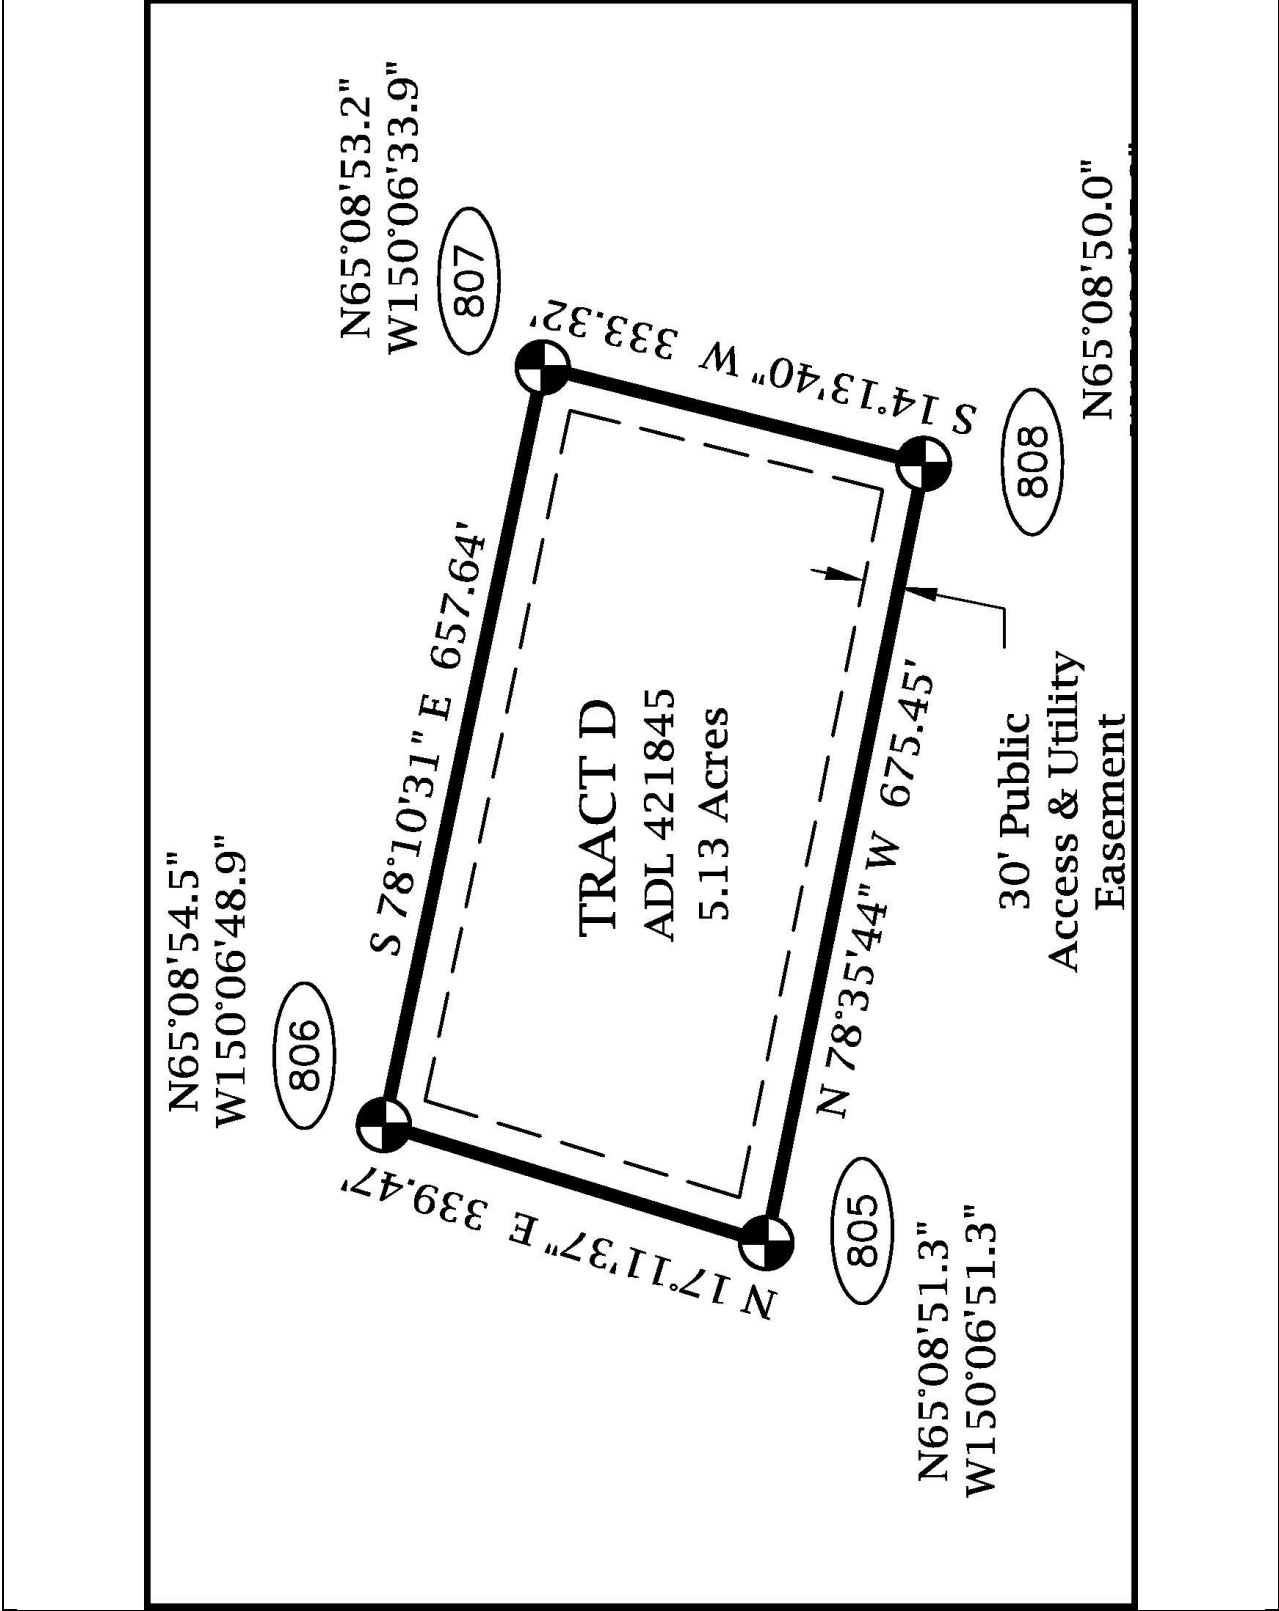 N65°08'54.5"
W150°06'48.9"
806
N65°08'53.2"
W150°06'33.9"
807
S 78°10'31" E 657.64'
N 17°11'37" E 339.47'
S 14°13'40" W 333.32'
TRACT D
ADL 421845
5.13 Acres
N 78°35'44" W 675.45'
805
N65°08'51.3"
W150°06'51.3"
30' Public
Access & Utility
Easement
808
N65°08'50.0"